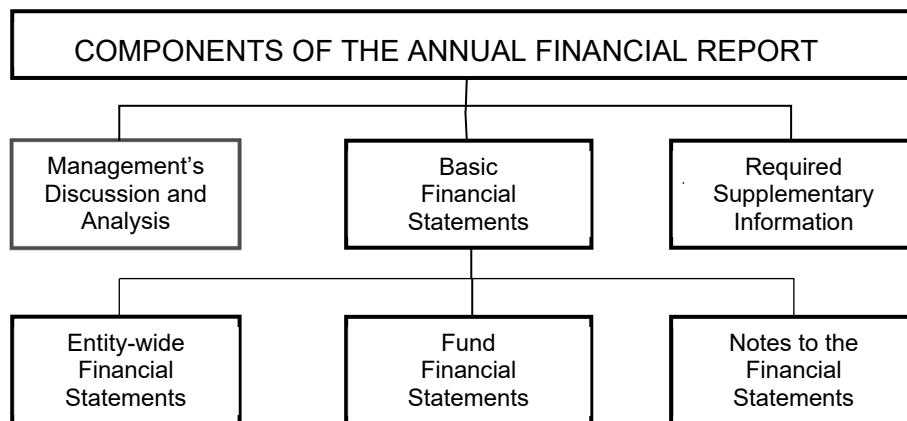 COMPONENTS OF THE ANNUAL FINANCIAL REPORT
Management’s
Discussion and
Analysis
Basic
Financial
Statements
Required
Supplementary
Information
Entity-wide
Financial
Statements
Fund
Financial
Statements
Notes to the
Financial
Statements